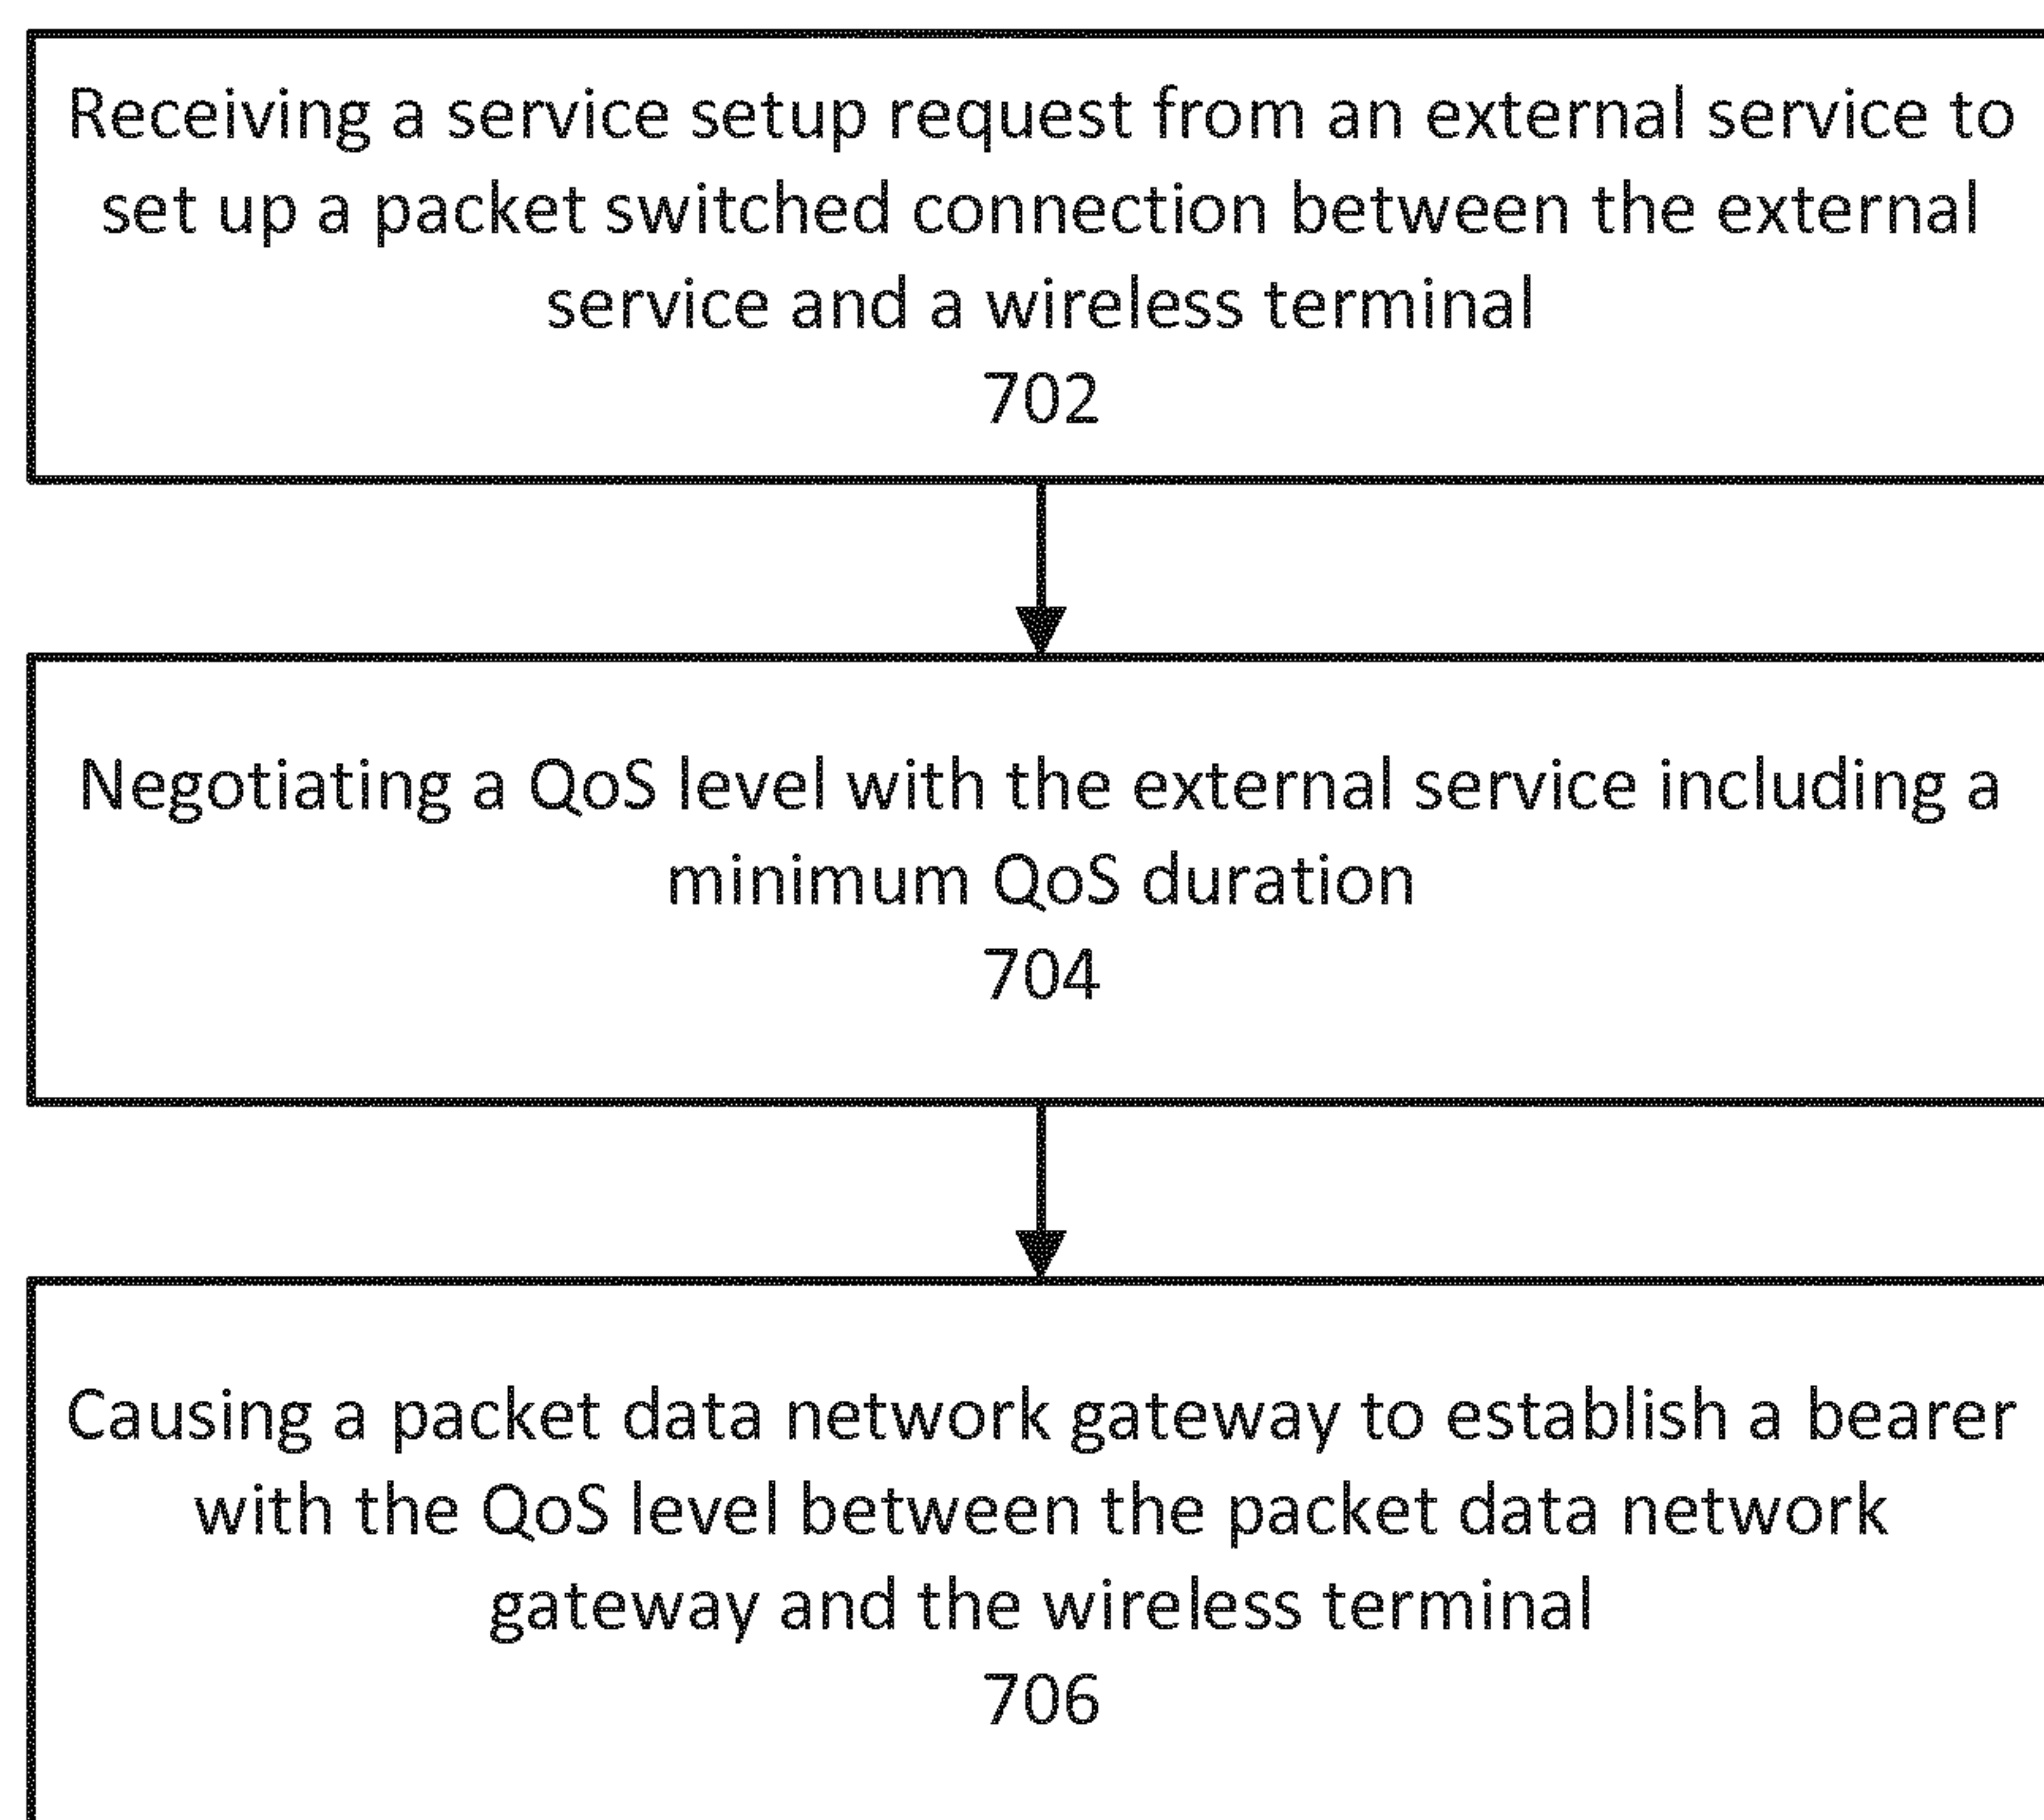 Receiving a service setup request from an external service to
set up a packet switched connection between the external
service and a wireless terminal
702
Negotiating a QoS level with the external service including a
minimum QoS duration
704
Causing a packet data network gateway to establish a bearer
with the QoS level between the packet data network
gateway and the wireless terminal
706